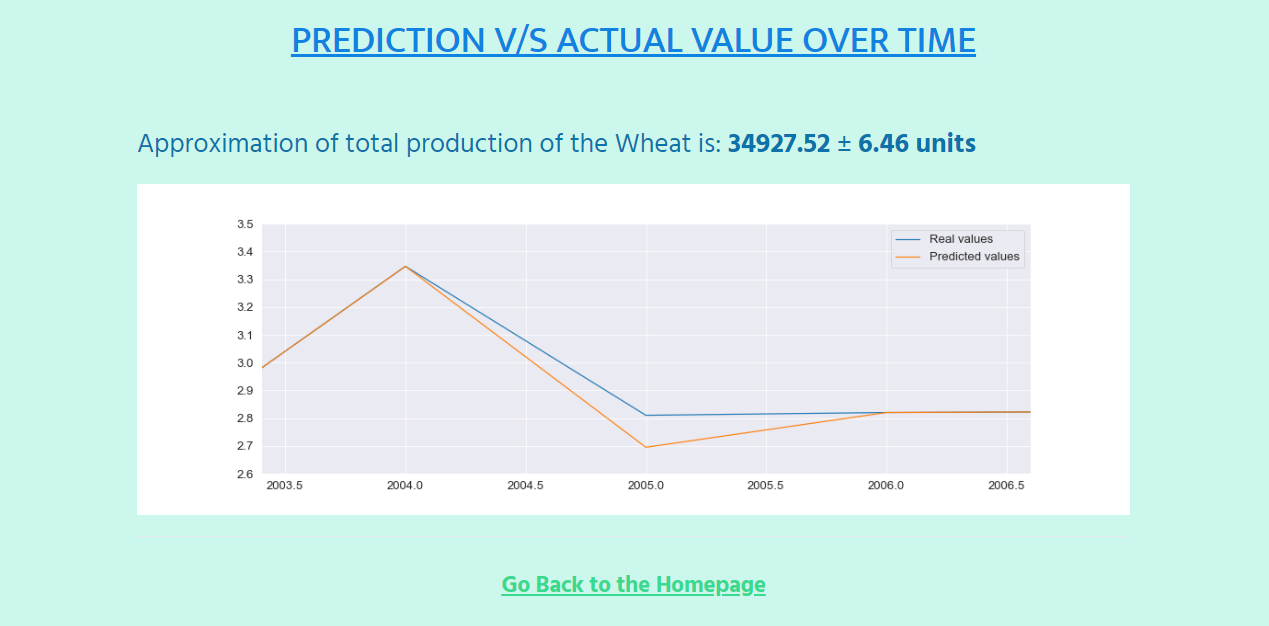 PREDICTION V/S ACTUAL VALUE OVER TIME
Approximation of total production of the Wheat is: 34927.52 ± 6.46 units
3.5
3.4
3.3
3.2
3.1
3.0
2.9
2.8
2.7
2.6
Real values
Predicted values
2003.5 2004.0 2004.5 2005.0 2005.5 2006.0 2006.5
Go Back to the Homepage